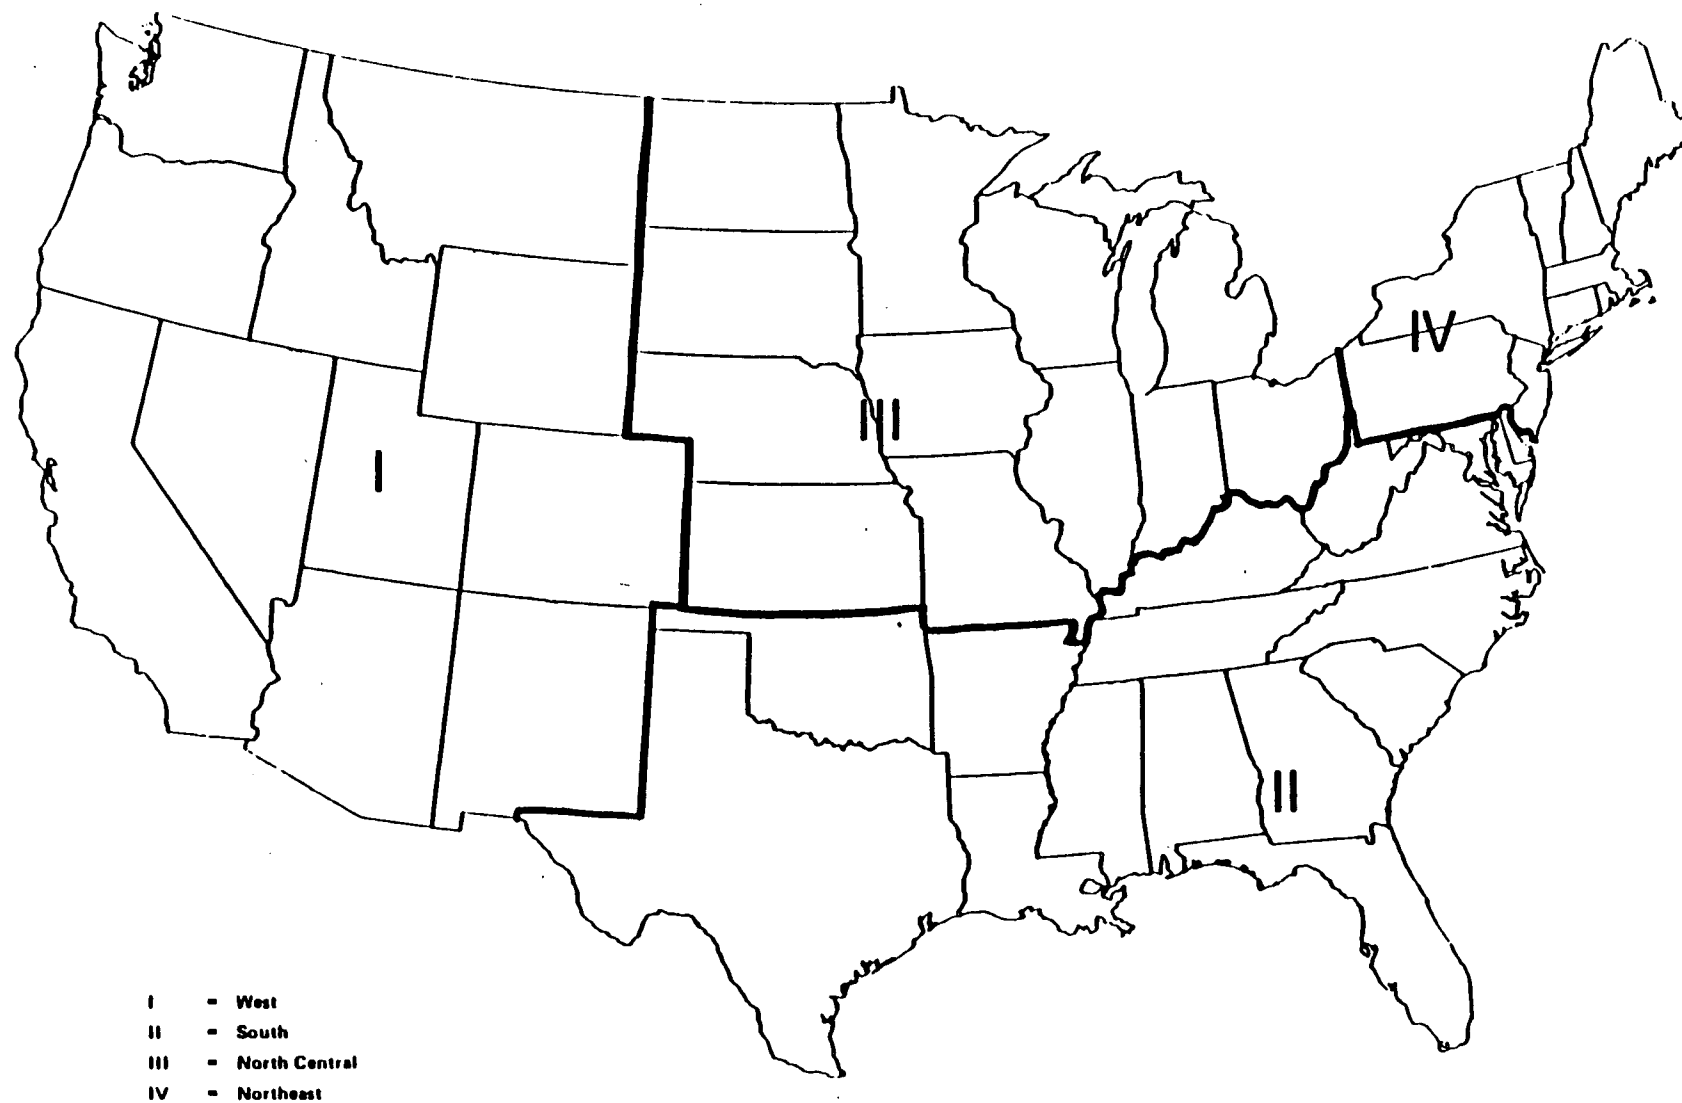 IV
III
I
II
I = West
II = South
III = North Central
IV = Northeast